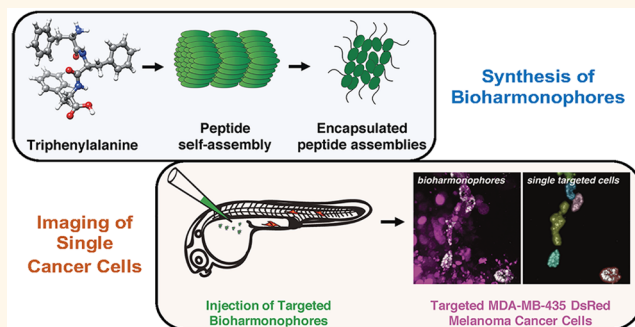 Triphenylalanine
Peptide
self-assembly
Encapsulated
peptide assemblies
Synthesis of
Bioharmonophores
Imaging of
Single
Cancer Cells
Injection of Targeted
Bioharmonophores
bioharmonophores
single targeted cells
Targeted MDA-MB-435 DsRed
Melanoma Cancer Cells